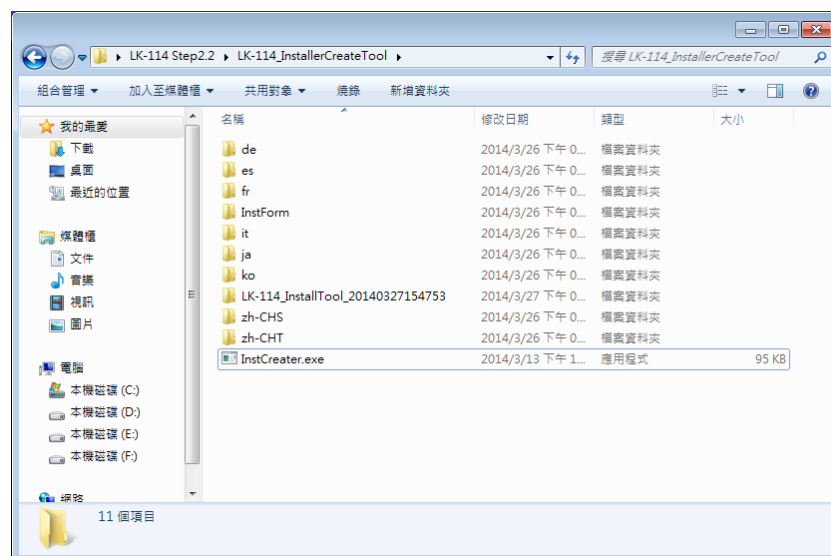 LK-114 Step2.2 LK-114_InstallerCreateTool
搜尋 LK-114_InstallerCreateTool
組合管理 加入至媒體櫃 共用對象 燒錄 新增資料夾
我的最愛
下載
桌面
最近的位置
媒體櫃
文件
音樂
視訊
圖片
電腦
本機磁碟 (C:)
本機磁碟 (D:)
本機磁碟 (E:)
本機磁碟 (F:)
網路
名稱 修改日期 類型 大小
de 2014/3/26 下午 0... 檔案資料夾
es 2014/3/26 下午 0... 檔案資料夾
fr 2014/3/26 下午 0... 檔案資料夾
InstForm 2014/3/26 下午 0... 檔案資料夾
it 2014/3/26 下午 0... 檔案資料夾
ja 2014/3/26 下午 0... 檔案資料夾
ko 2014/3/26 下午 0... 檔案資料夾
LK-114_InstallTool_20140327154753 2014/3/27 下午 0... 檔案資料夾
zh-CHS 2014/3/26 下午 0... 檔案資料夾
zh-CHT 2014/3/26 下午 0... 檔案資料夾
InstCreater.exe 2014/3/13 下午 1... 應用程式 95 KB
11 個項目